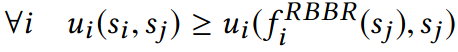 ∀i u_i(s_i, s_j) ≥ u_i(f_i^{RBBR}(s_j), s_j)